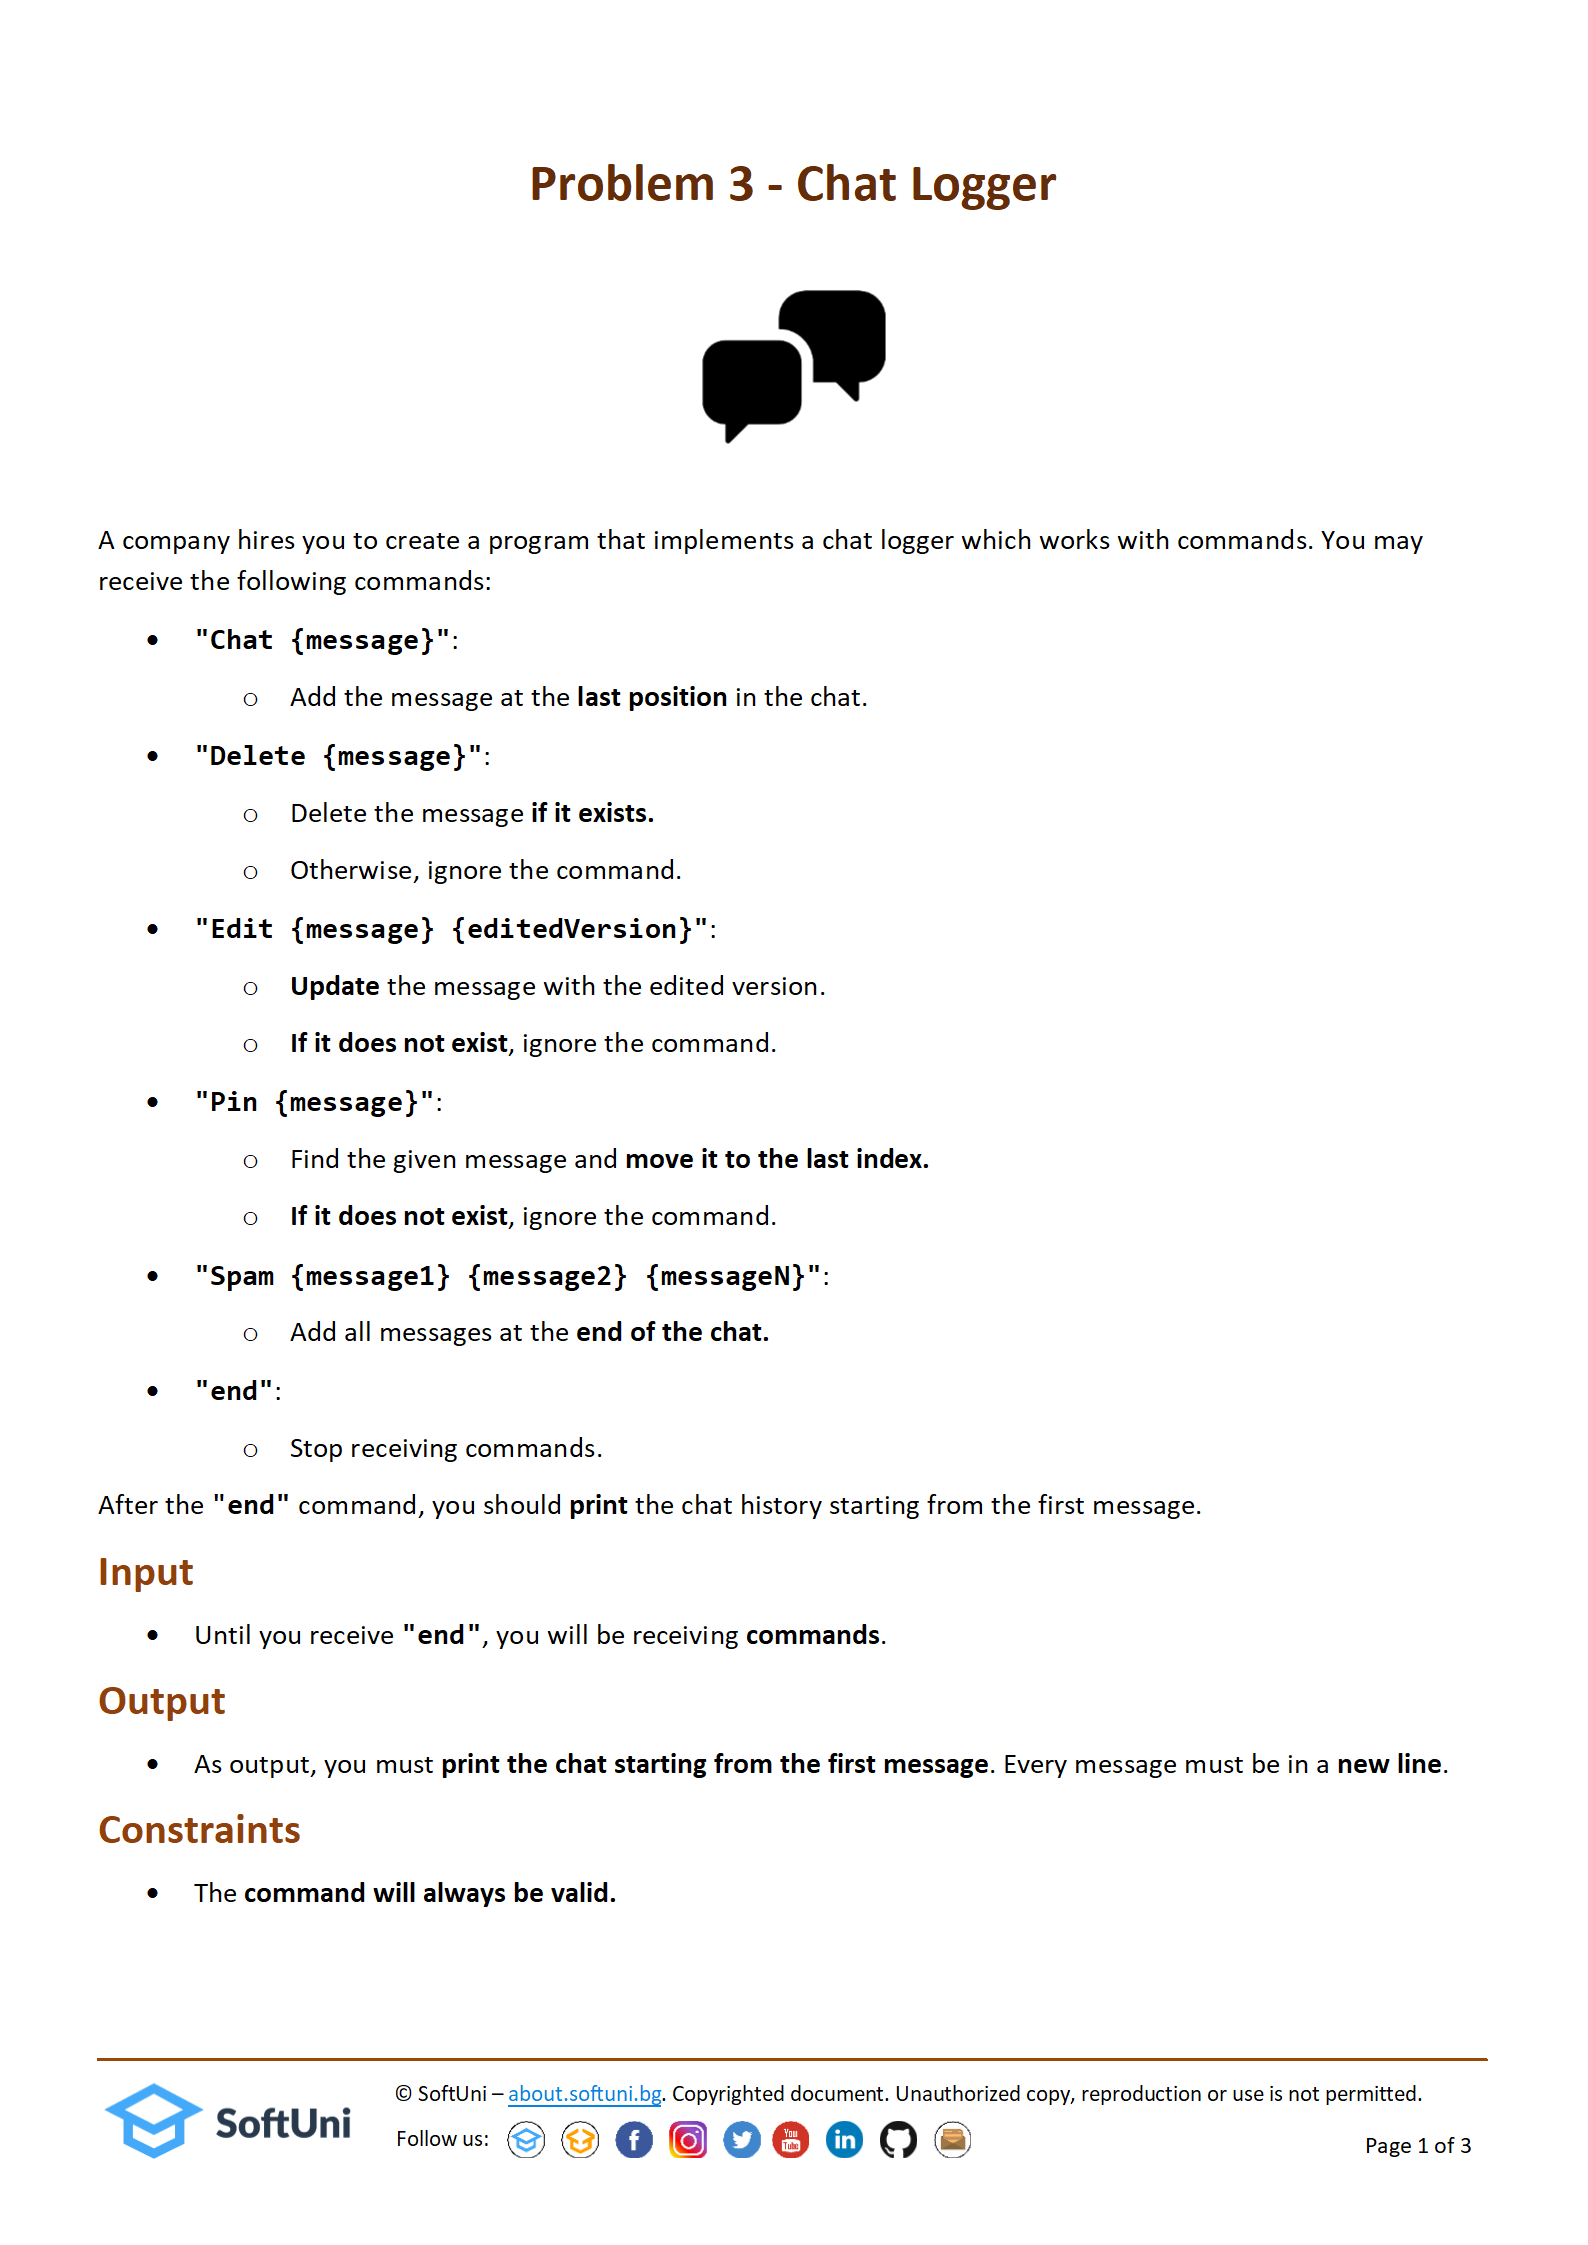 Problem 3 - Chat Logger
A company hires you to create a program that implements a chat logger which works with commands. You may
receive the following commands:
• "Chat {message}":
o Add the message at the last position in the chat.
• "Delete {message}":
o Delete the message if it exists.
o Otherwise, ignore the command.
• "Edit {message} {editedVersion}":
o Update the message with the edited version.
o If it does not exist, ignore the command.
• "Pin {message}":
o Find the given message and move it to the last index.
o If it does not exist, ignore the command.
• "Spam {message1} {message2} {messageN}":
o Add all messages at the end of the chat.
• "end":
o Stop receiving commands.
After the "end" command, you should print the chat history starting from the first message.
Input
• Until you receive "end", you will be receiving commands.
Output
• As output, you must print the chat starting from the first message. Every message must be in a new line.
Constraints
• The command will always be valid.
SoftUni
© SoftUni – about.softuni.bg. Copyrighted document. Unauthorized copy, reproduction or use is not permitted.
Follow us:
You
Tube
in
Page 1 of 3